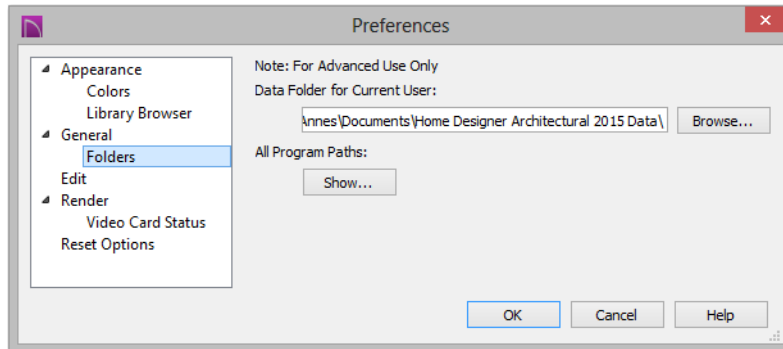 Preferences
Appearance
Colors
Library Browser
General
Folders
Edit
Render
Video Card Status
Reset Options
Note: For Advanced Use Only
Data Folder for Current User:
\Documents\Home Designer Architectural 2015 Data\
Browse...
All Program Paths:
Show...
OK
Cancel
Help